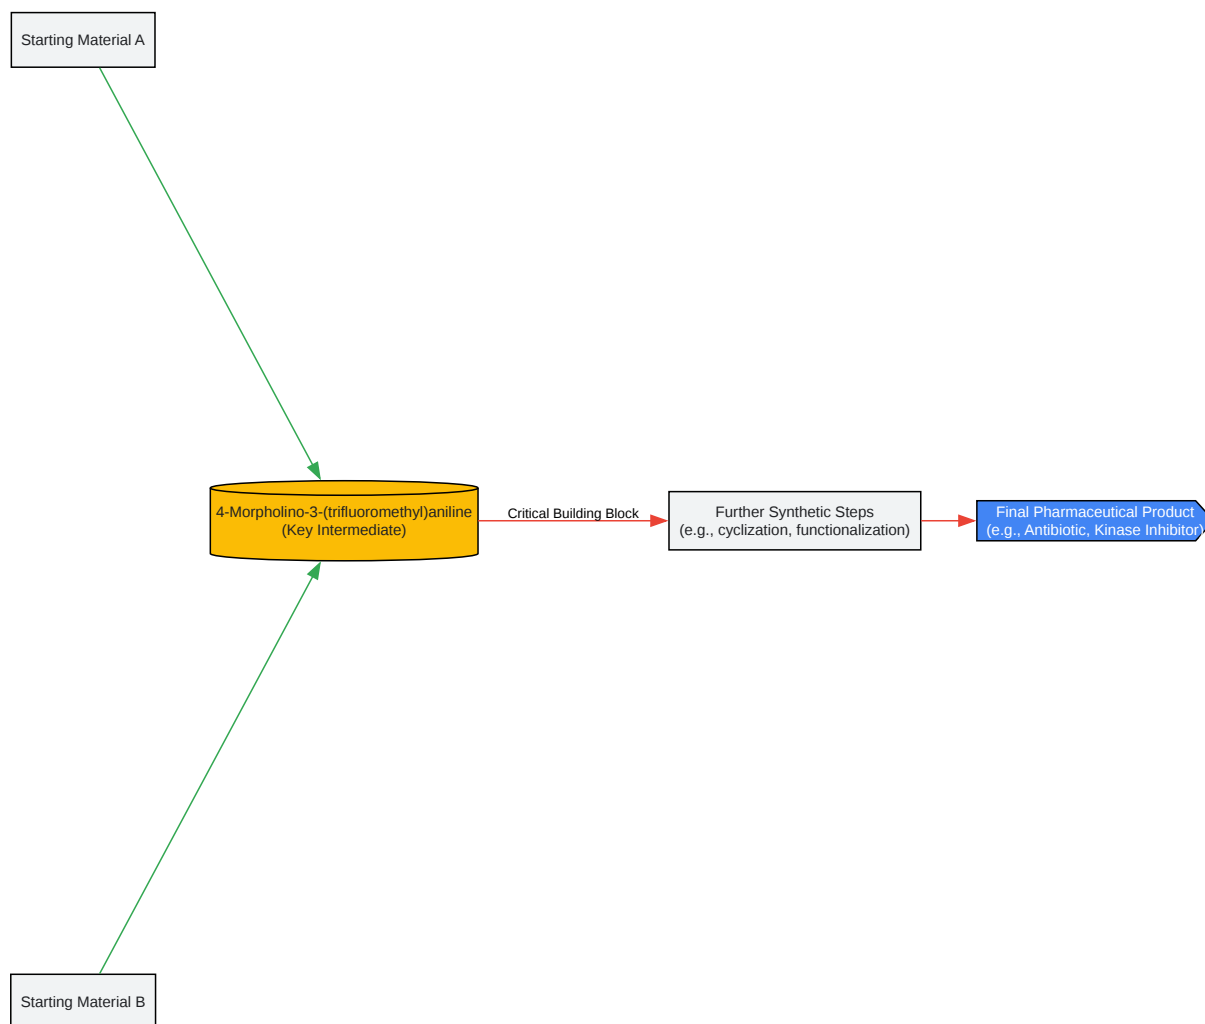 Starting Material A
4-Morpholino-3-(trifluoromethyl)aniline
(Key Intermediate)
Critical Building Block
Further Synthetic Steps
(e.g., cyclization, functionalization)
Final Pharmaceutical Product
(e.g., Antibiotic, Kinase Inhibitor)
Starting Material B